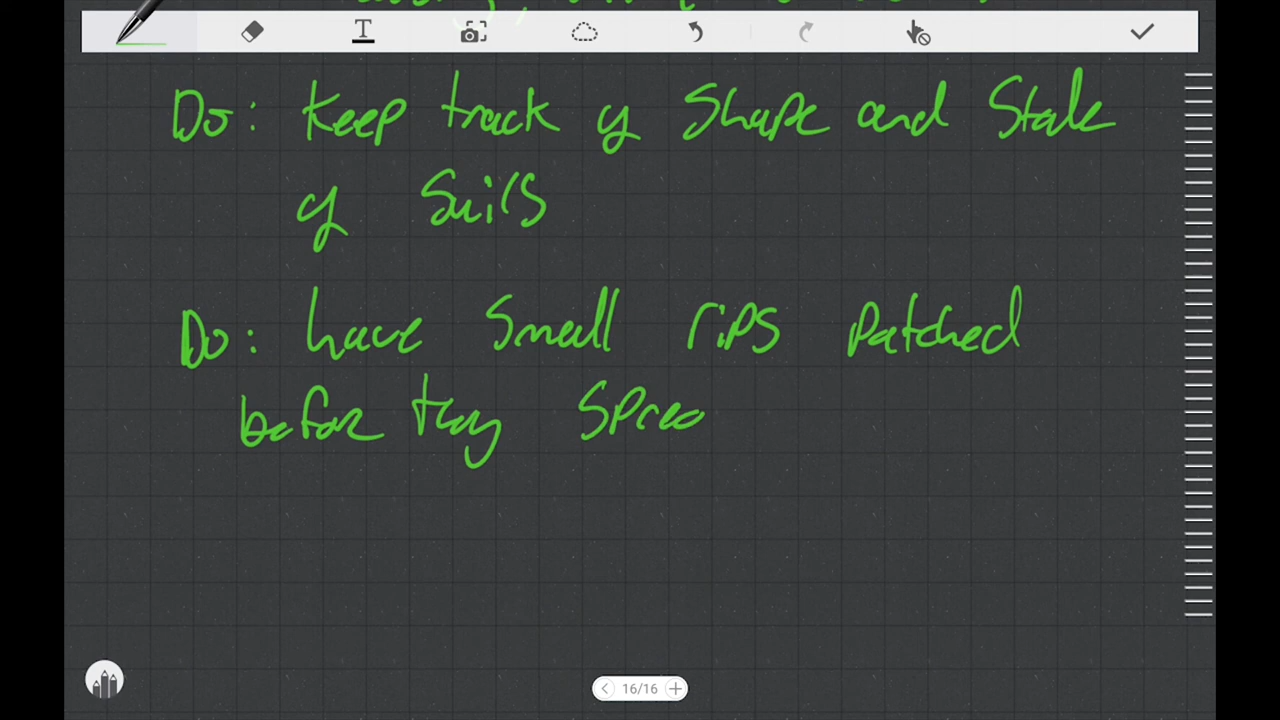 Do: Keep track of Shape and State
of Sails
Do: have Small rips patched
before they Sprea
16/16